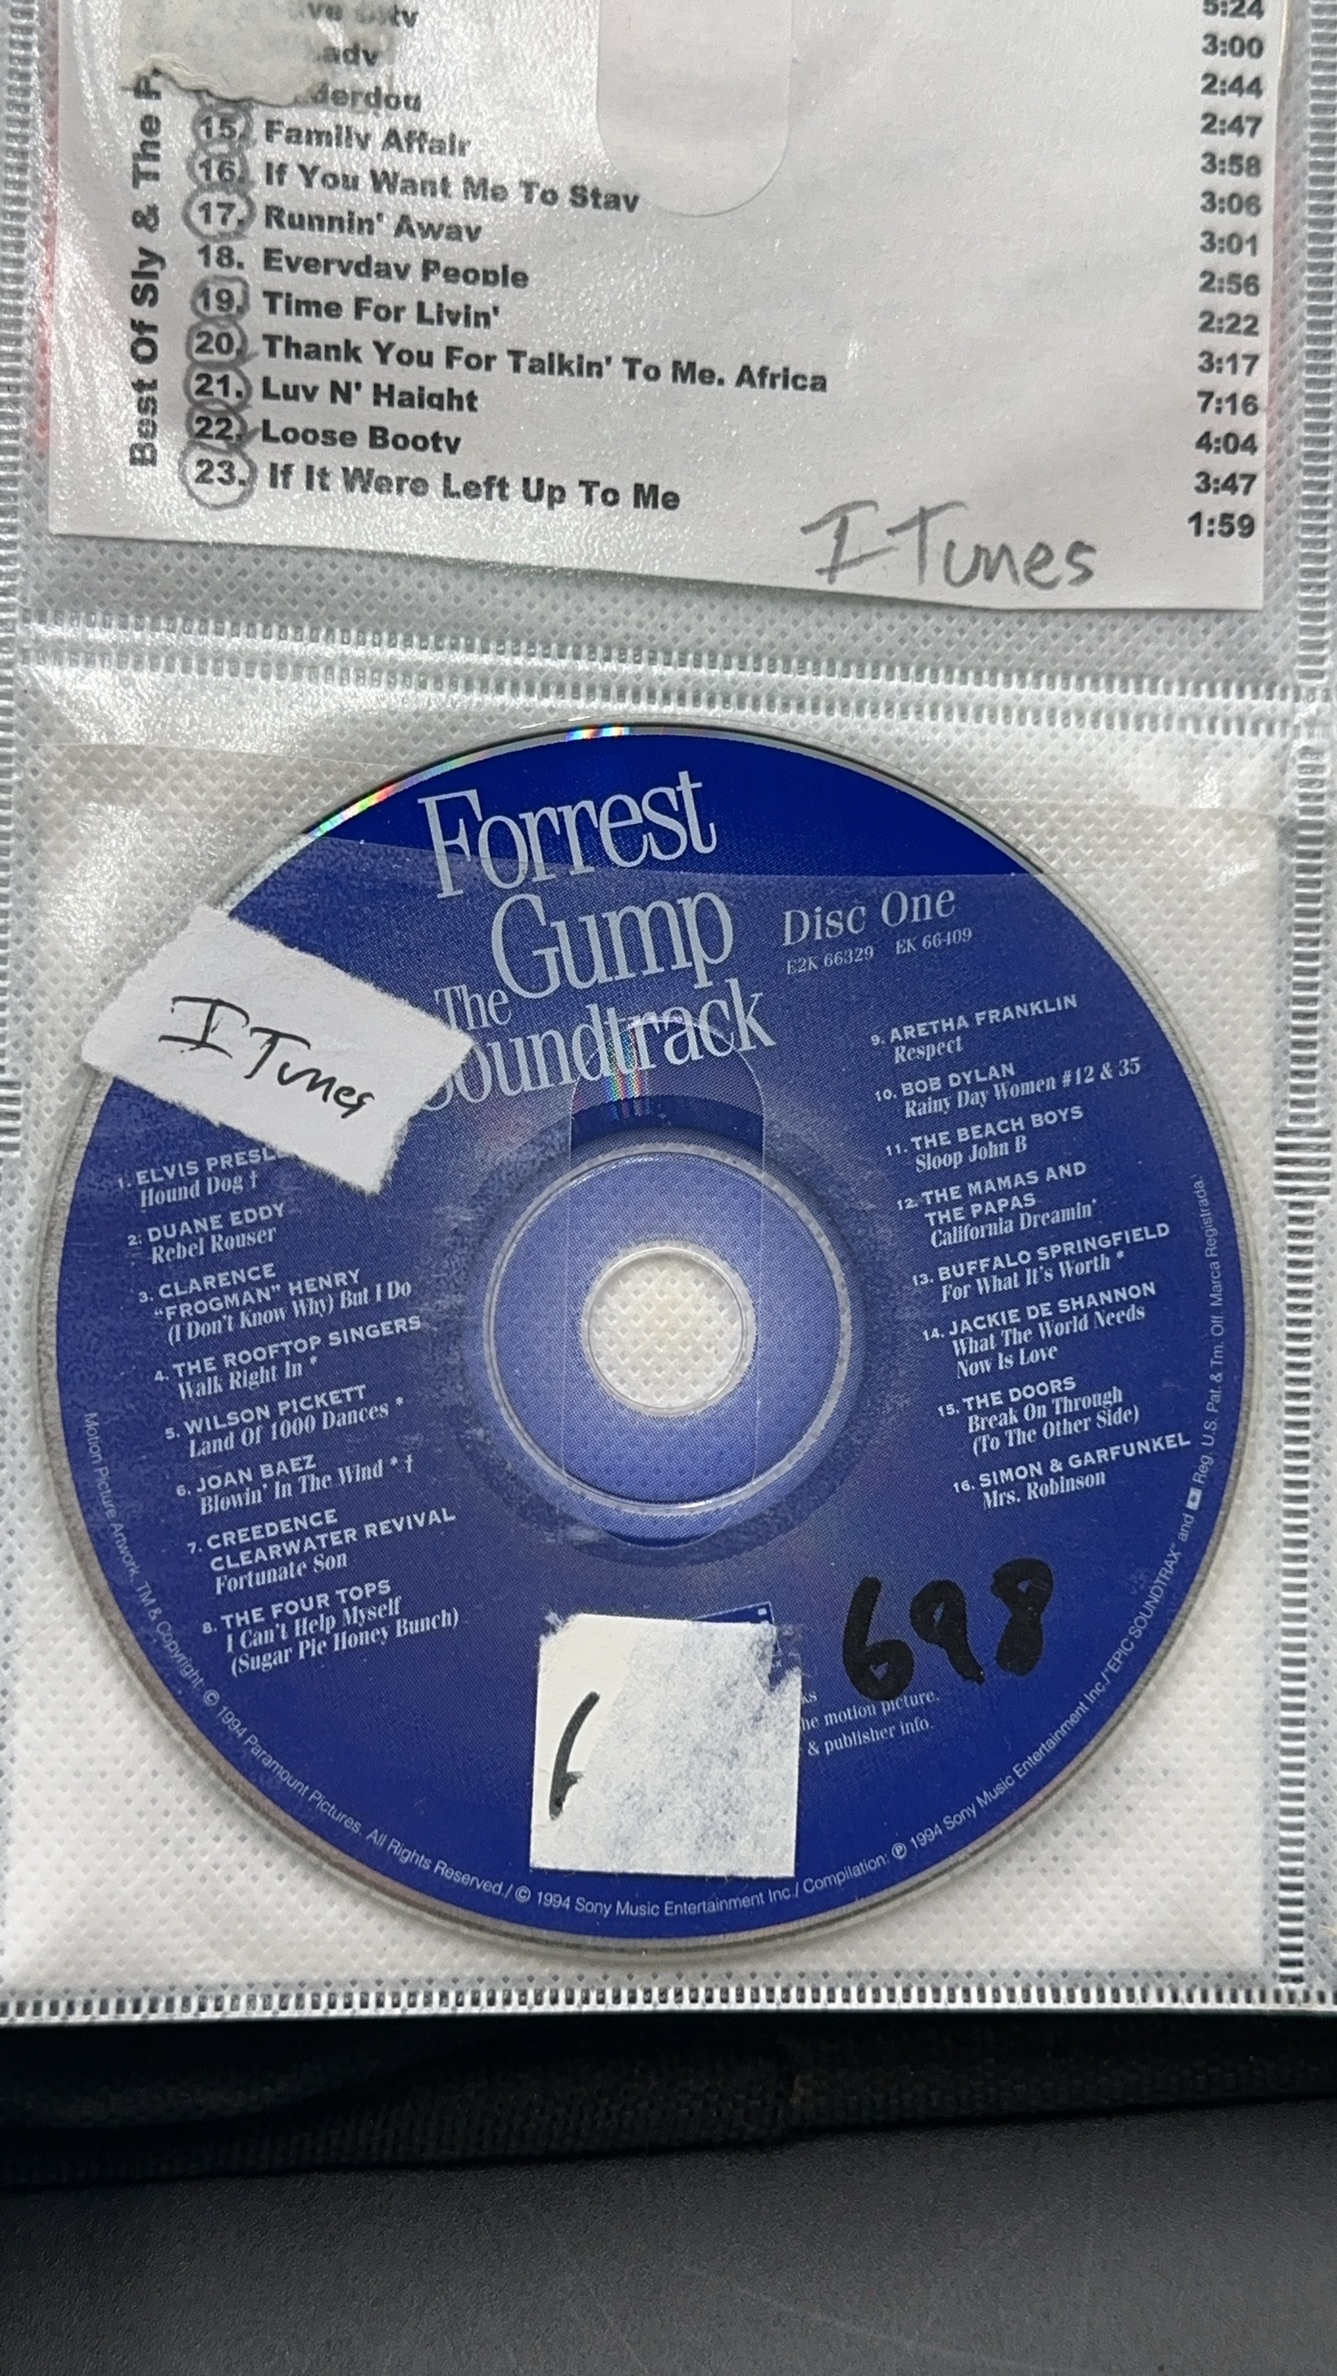 5:24
3:00
2:44
15. Family Affair 2:47
16. If You Want Me To Stay 3:58
17. Runnin' Away 3:06
18. Everyday People 3:01
19. Time For Livin' 2:56
20. Thank You For Talkin' To Me. Africa 2:22
21. Luv N' Haight 3:17
22. Loose Booty 7:16
23. If It Were Left Up To Me 4:04
3:47
1:59
Best Of Sly & The
I Tunes
Forrest
Gump
The
Soundtrack
Disc One
E2K 66329 EK 66409
I Tunes
1. ELVIS PRESL
Hound Dog †
2. DUANE EDDY
Rebel Rouser
3. CLARENCE
"FROGMAN" HENRY
(I Don't Know Why) But I Do
4. THE ROOFTOP SINGERS
Walk Right In *
5. WILSON PICKETT
Land Of 1000 Dances *
6. JOAN BAEZ
Blowin' In The Wind * †
7. CREEDENCE
CLEARWATER REVIVAL
Fortunate Son
8. THE FOUR TOPS
I Can't Help Myself
(Sugar Pie Honey Bunch)
9. ARETHA FRANKLIN
Respect
10. BOB DYLAN
Rainy Day Women #12 & 35
11. THE BEACH BOYS
Sloop John B
12. THE MAMAS AND
THE PAPAS
California Dreamin'
13. BUFFALO SPRINGFIELD
For What It's Worth *
14. JACKIE DE SHANNON
What The World Needs
Now Is Love
15. THE DOORS
Break On Through
(To The Other Side)
16. SIMON & GARFUNKEL
Mrs. Robinson
698
he motion picture.
& publisher info.
Motion Picture Artwork, TM & Copyright © 1994 Paramount Pictures. All Rights Reserved./ © 1994 Sony Music Entertainment Inc./ Compilation: ℗ 1994 Sony Music Entertainment Inc./"EPIC SOUNDTRAX" and Reg. U.S. Pat. & Tm. Off. Marca Registrada.